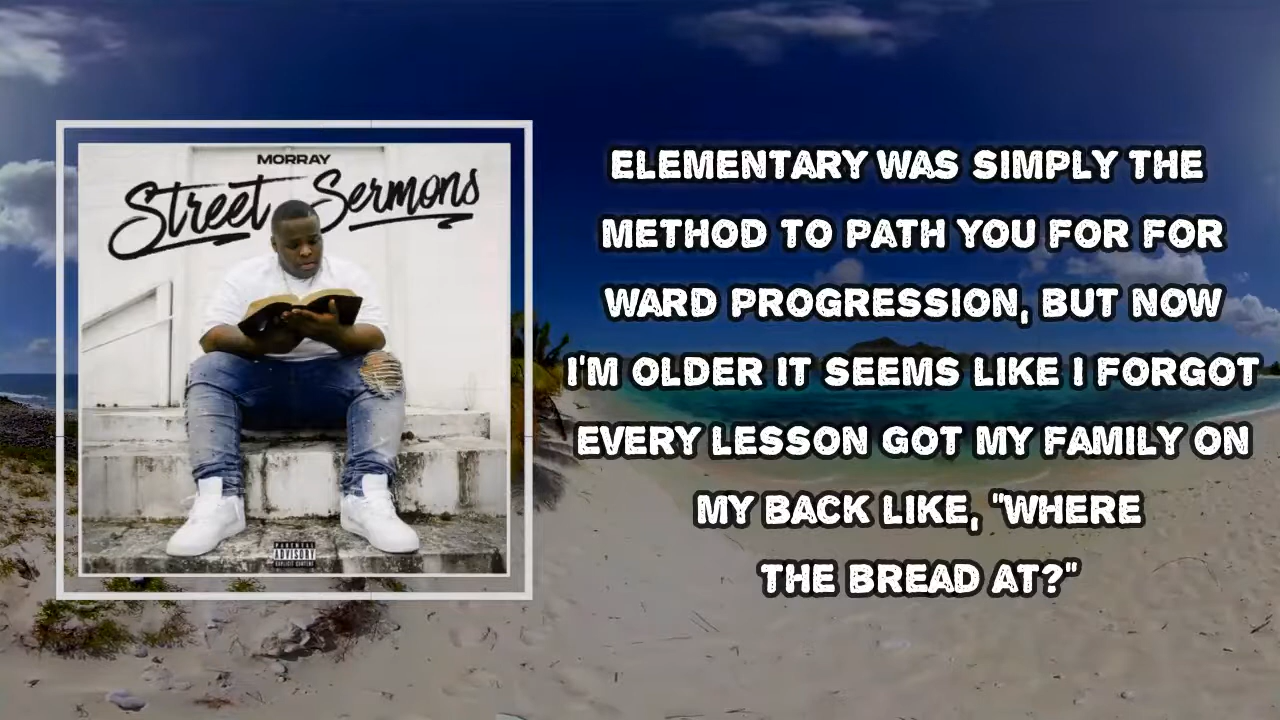 MORRAY
Street Sermons
PARENTAL
ADVISORY
EXPLICIT CONTENT
ELEMENTARY WAS SIMPLY THE
METHOD TO PATH YOU FOR FOR
WARD PROGRESSION, BUT NOW
I'M OLDER IT SEEMS LIKE I FORGOT
EVERY LESSON GOT MY FAMILY ON
MY BACK LIKE, "WHERE
THE BREAD AT?"